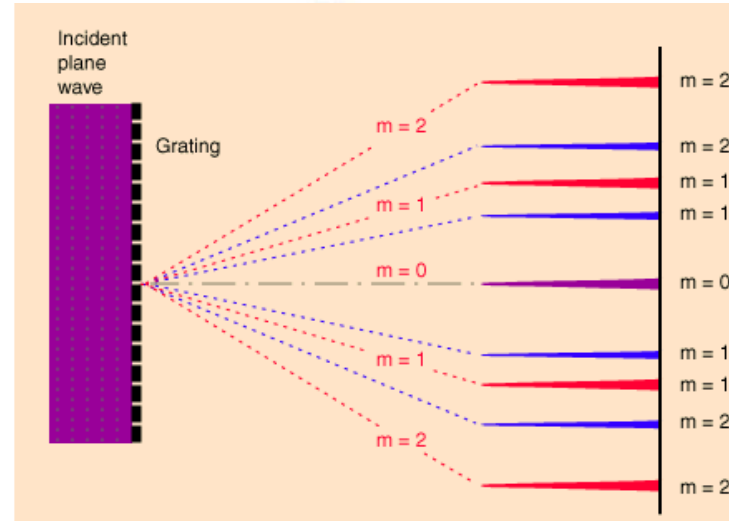 Incident
plane
wave
Grating
m = 2
m = 1
m = 0
m = 1
m = 2
m = 2
m = 2
m = 1
m = 1
m = 0
m = 1
m = 1
m = 2
m = 2